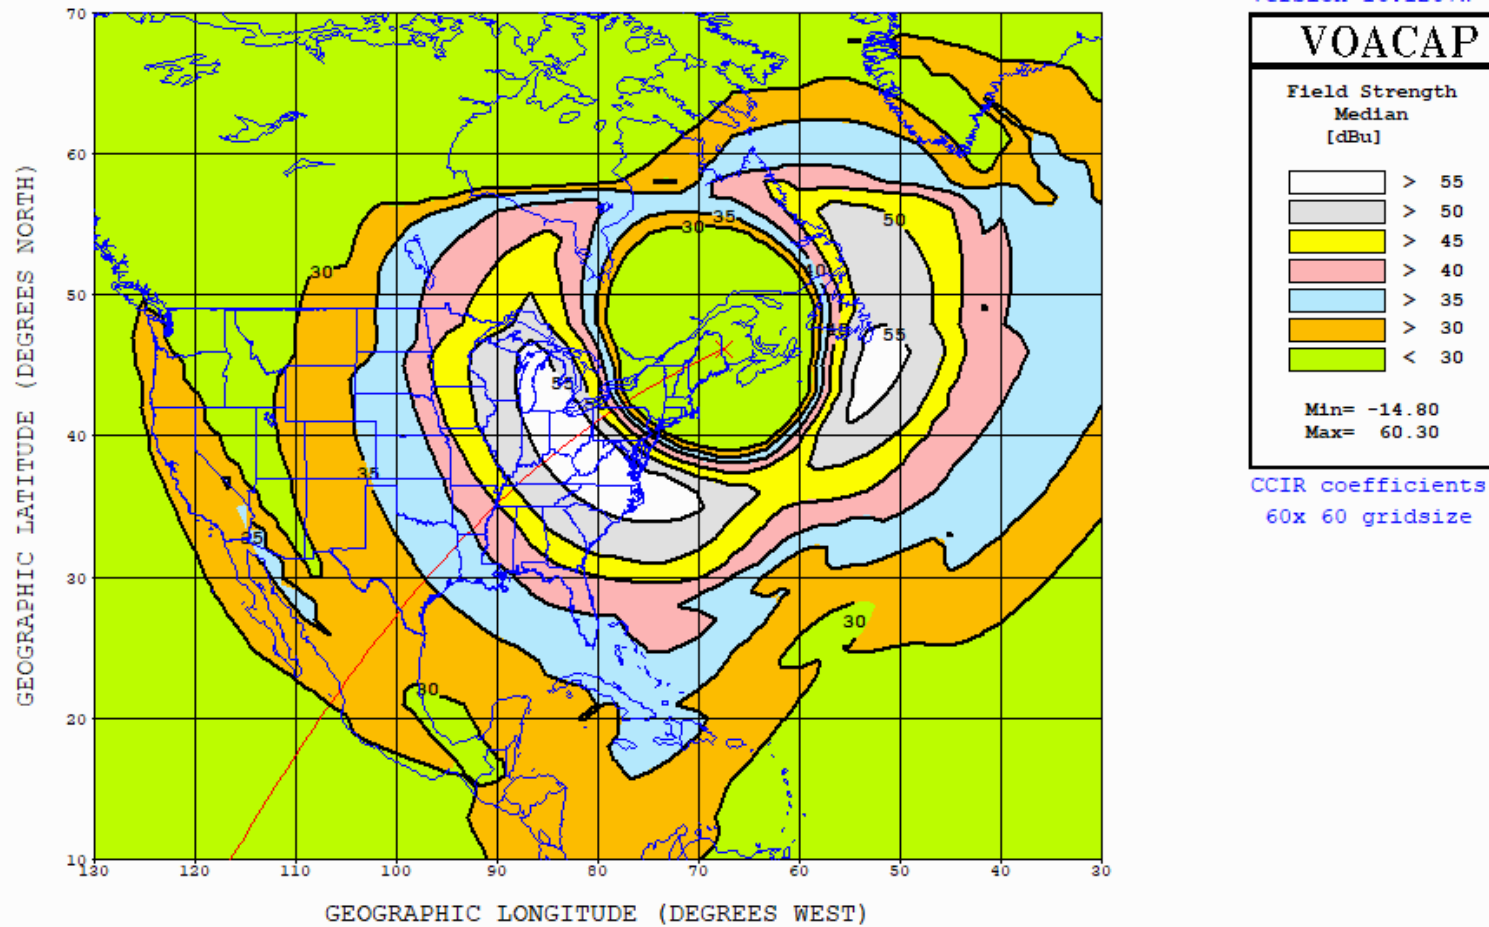 VOACAP
Field Strength
Median
[dBu]
> 55
> 50
> 45
> 40
> 35
> 30
< 30
Min= -14.80
Max= 60.30
CCIR coefficients
60x 60 gridsize
GEOGRAPHIC LATITUDE (DEGREES NORTH)
70
60
50
40
30
20
10
130 120 110 100 90 80 70 60 50 40 30
GEOGRAPHIC LONGITUDE (DEGREES WEST)
50
35
30
30
40
55
55
35
30
30